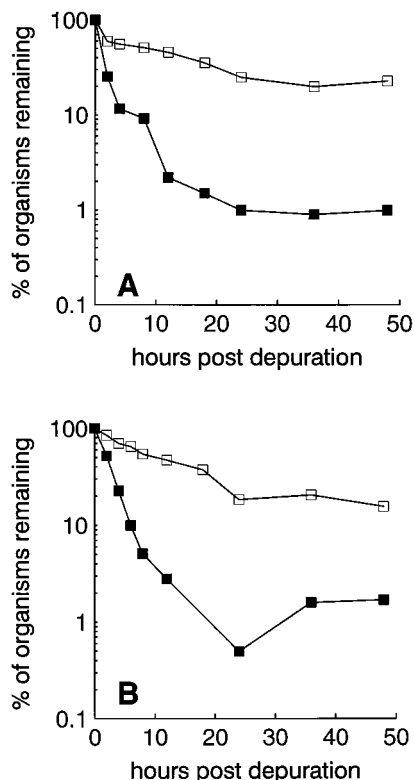 % of organisms remaining
100
10
1
0.1
A
0 10 20 30 40 50
hours post depuration
% of organisms remaining
100
10
1
0.1
B
0 10 20 30 40 50
hours post depuration